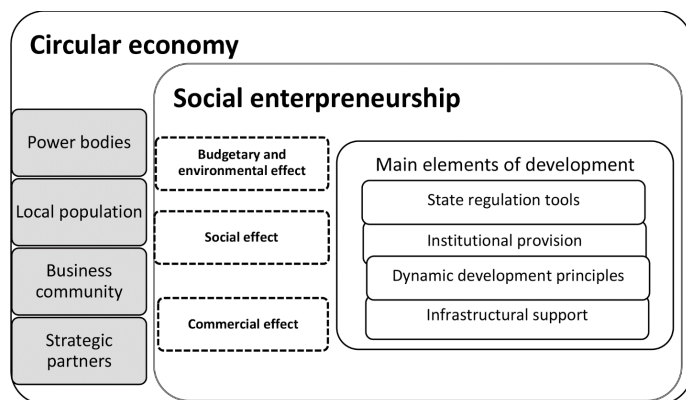 Circular economy
Social enterpreneurship
Power bodies
Local population
Business
community
Strategic
partners
Budgetary and
environmental effect
Social effect
Commercial effect
Main elements of development
State regulation tools
Institutional provision
Dynamic development principles
Infrastructural support